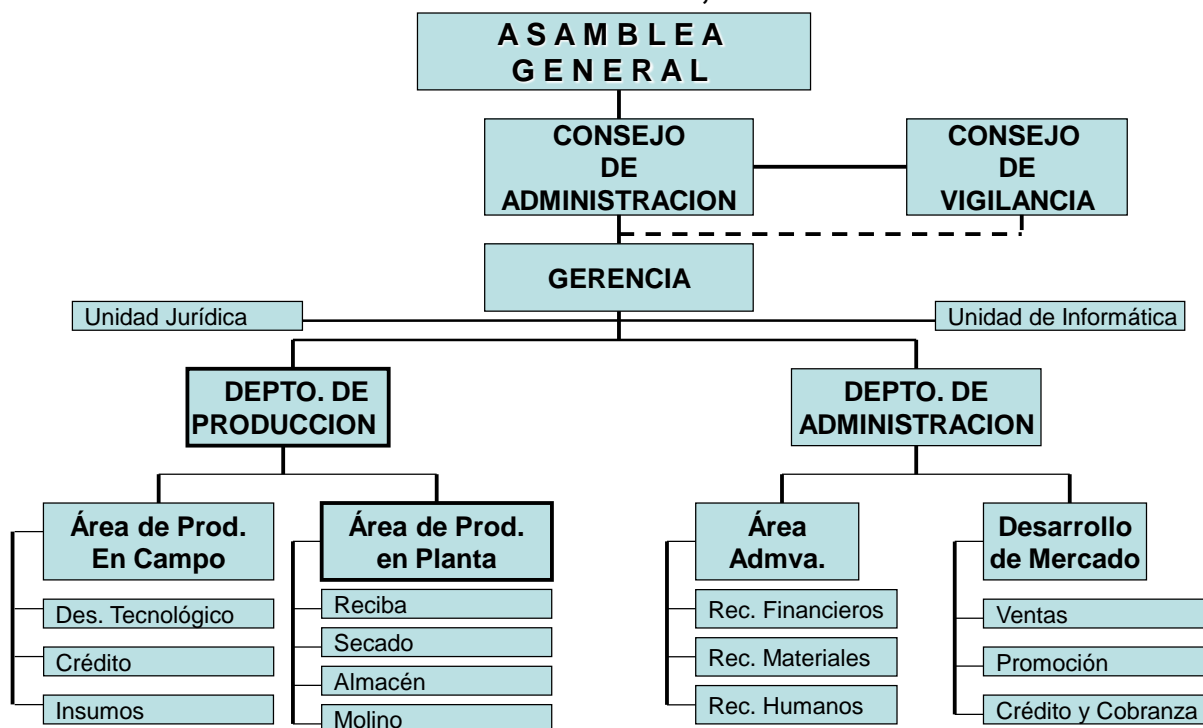 A S A M B L E A
G E N E R A L
CONSEJO
DE
ADMINISTRACION
CONSEJO
DE
VIGILANCIA
GERENCIA
Unidad Jurídica
Unidad de Informática
DEPTO. DE
PRODUCCION
DEPTO. DE
ADMINISTRACION
Área de Prod.
En Campo
Área de Prod.
en Planta
Área
Admva.
Desarrollo
de Mercado
Des. Tecnológico
Crédito
Insumos
Reciba
Secado
Almacén
Molino
Rec. Financieros
Rec. Materiales
Rec. Humanos
Ventas
Promoción
Crédito y Cobranza